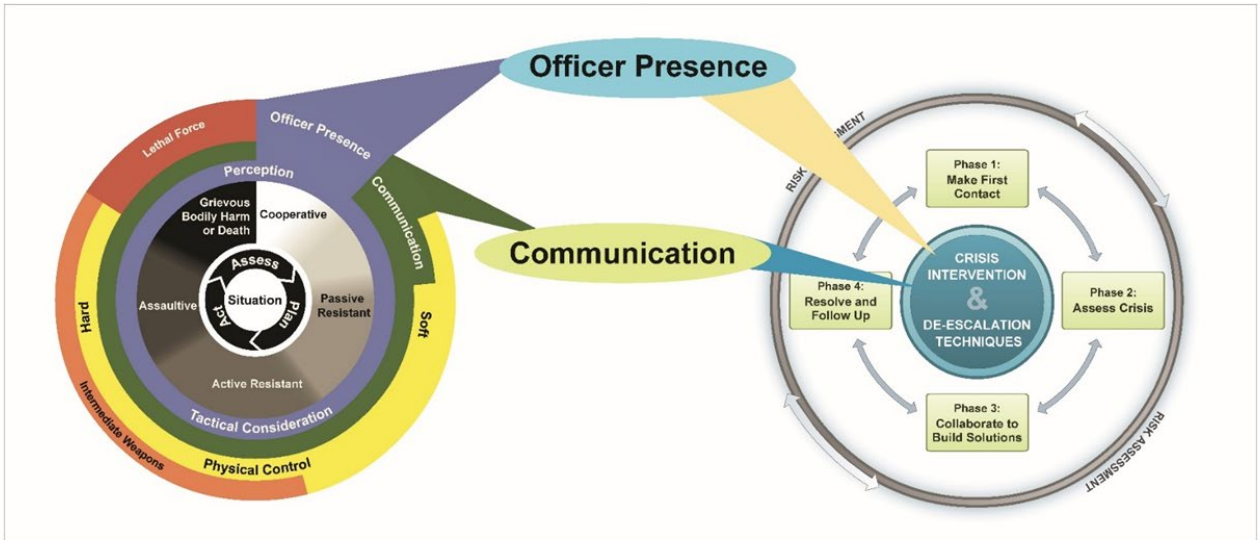 Officer Presence
Communication
Lethal Force
Officer Presence
Communication
Perception
Grievous
Bodily Harm
or Death
Cooperative
Assess
Situation
Plan
Act
Assaultive
Passive
Resistant
Active Resistant
Tactical Consideration
Hard
Soft
Intermediate Weapons
Physical Control
RISK
Phase 1:
Make First
Contact
CRISIS
INTERVENTION
&
DE-ESCALATION
TECHNIQUES
Phase 4:
Resolve and
Follow Up
Phase 2:
Assess Crisis
Phase 3:
Collaborate to
Build Solutions
RISK ASSESSMENT